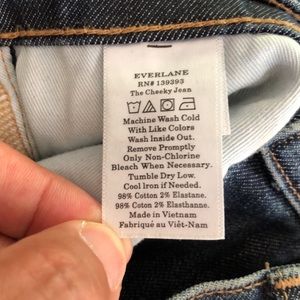 EVERLANE
RN# 139393
The Cheeky Jean
Machine Wash Cold
With Like Colors
Wash Inside Out.
Remove Promptly
Only Non-Chlorine
Bleach When Necessary.
Tumble Dry Low.
Cool Iron if Needed.
98% Cotton 2% Elastane.
98% Coton 2% Elasthanne.
Made in Vietnam
Fabriqué au Viêt-Nam